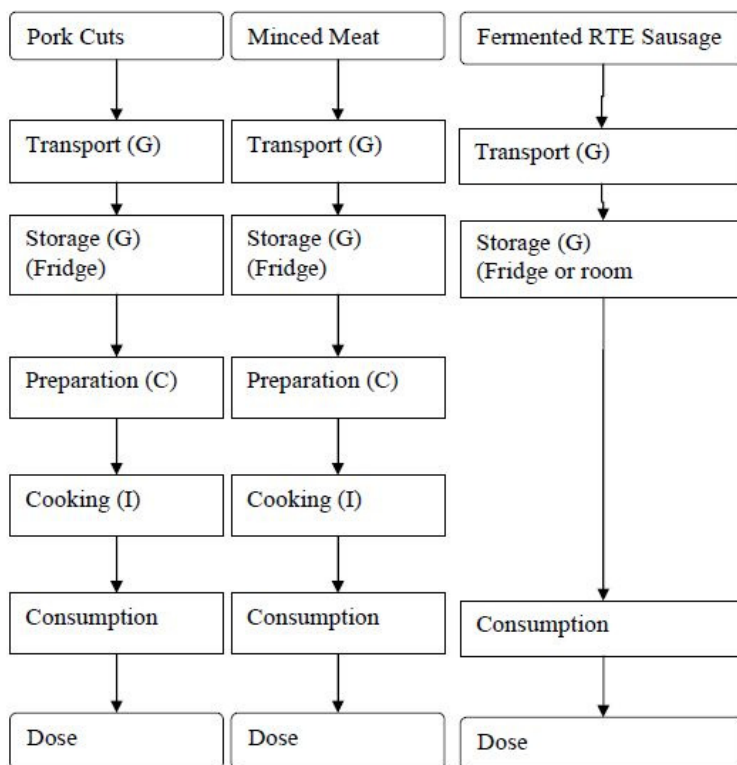 Pork Cuts
Transport (G)
Storage (G)
(Fridge)
Preparation (C)
Cooking (I)
Consumption
Dose
Minced Meat
Transport (G)
Storage (G)
(Fridge)
Preparation (C)
Cooking (I)
Consumption
Dose
Fermented RTE Sausage
Transport (G)
Storage (G)
(Fridge or room
Consumption
Dose